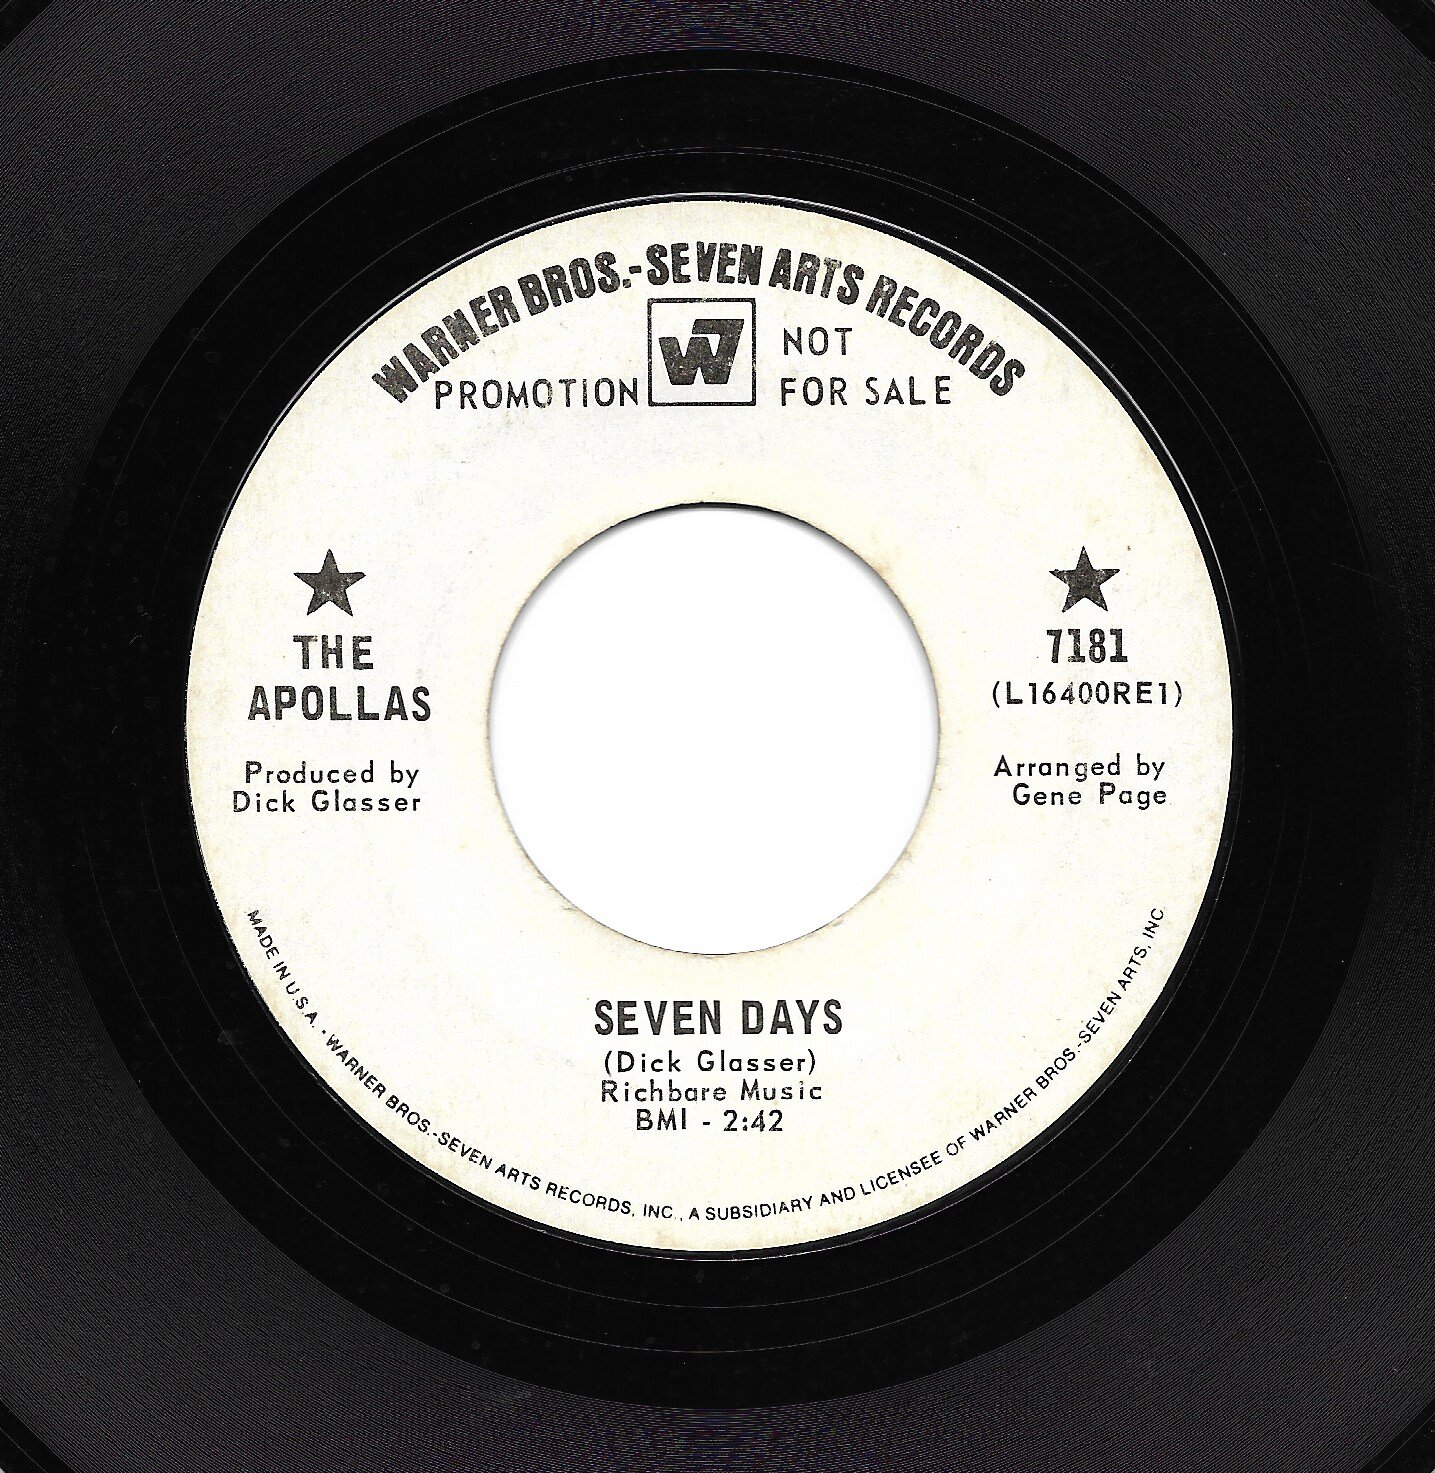 WARNER BROS.-SEVEN ARTS RECORDS
W7
PROMOTION
NOT
FOR SALE
THE
APOLLAS
Produced by
Dick Glasser
7181
(L16400RE1)
Arranged by
Gene Page
SEVEN DAYS
(Dick Glasser)
Richbare Music
BMI - 2:42
MADE IN U.S.A. · WARNER BROS.-SEVEN ARTS RECORDS, INC., A SUBSIDIARY AND LICENSEE OF WARNER BROS.-SEVEN ARTS, INC